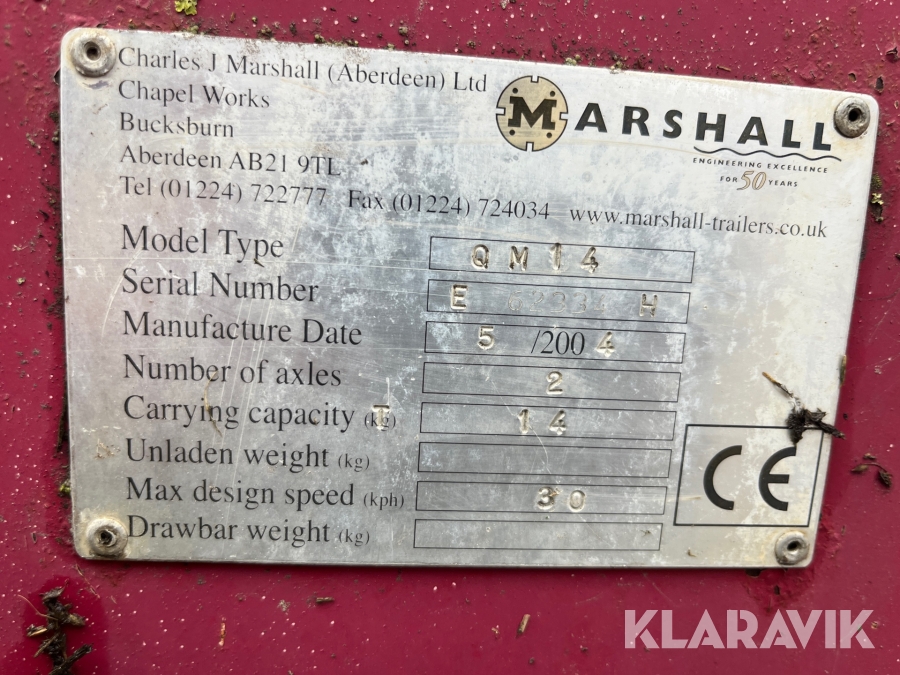 Charles J Marshall (Aberdeen) Ltd
Chapel Works
Bucksburn
Aberdeen AB21 9TL
Tel (01224) 722777 Fax (01224) 724034 www.marshall-trailers.co.uk
M MARSHALL
ENGINEERING EXCELLENCE
FOR 50 YEARS
Model Type QM14
Serial Number E H
Manufacture Date 5 /2004
Number of axles 2
Carrying capacity T 14
Unladen weight (kg)
Max design speed (kph) 30
Drawbar weight (kg)
CE
KLARAVIK